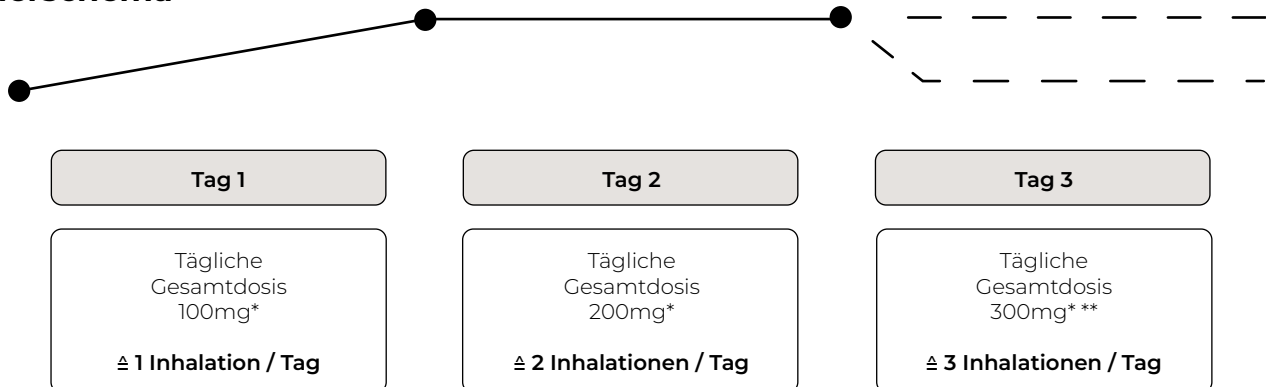 Tag 1
Tag 2
Tag 3
Tägliche
Gesamtdosis
100mg*
≙ 1 Inhalation / Tag
Tägliche
Gesamtdosis
200mg*
≙ 2 Inhalationen / Tag
Tägliche
Gesamtdosis
300mg* **
≙ 3 Inhalationen / Tag